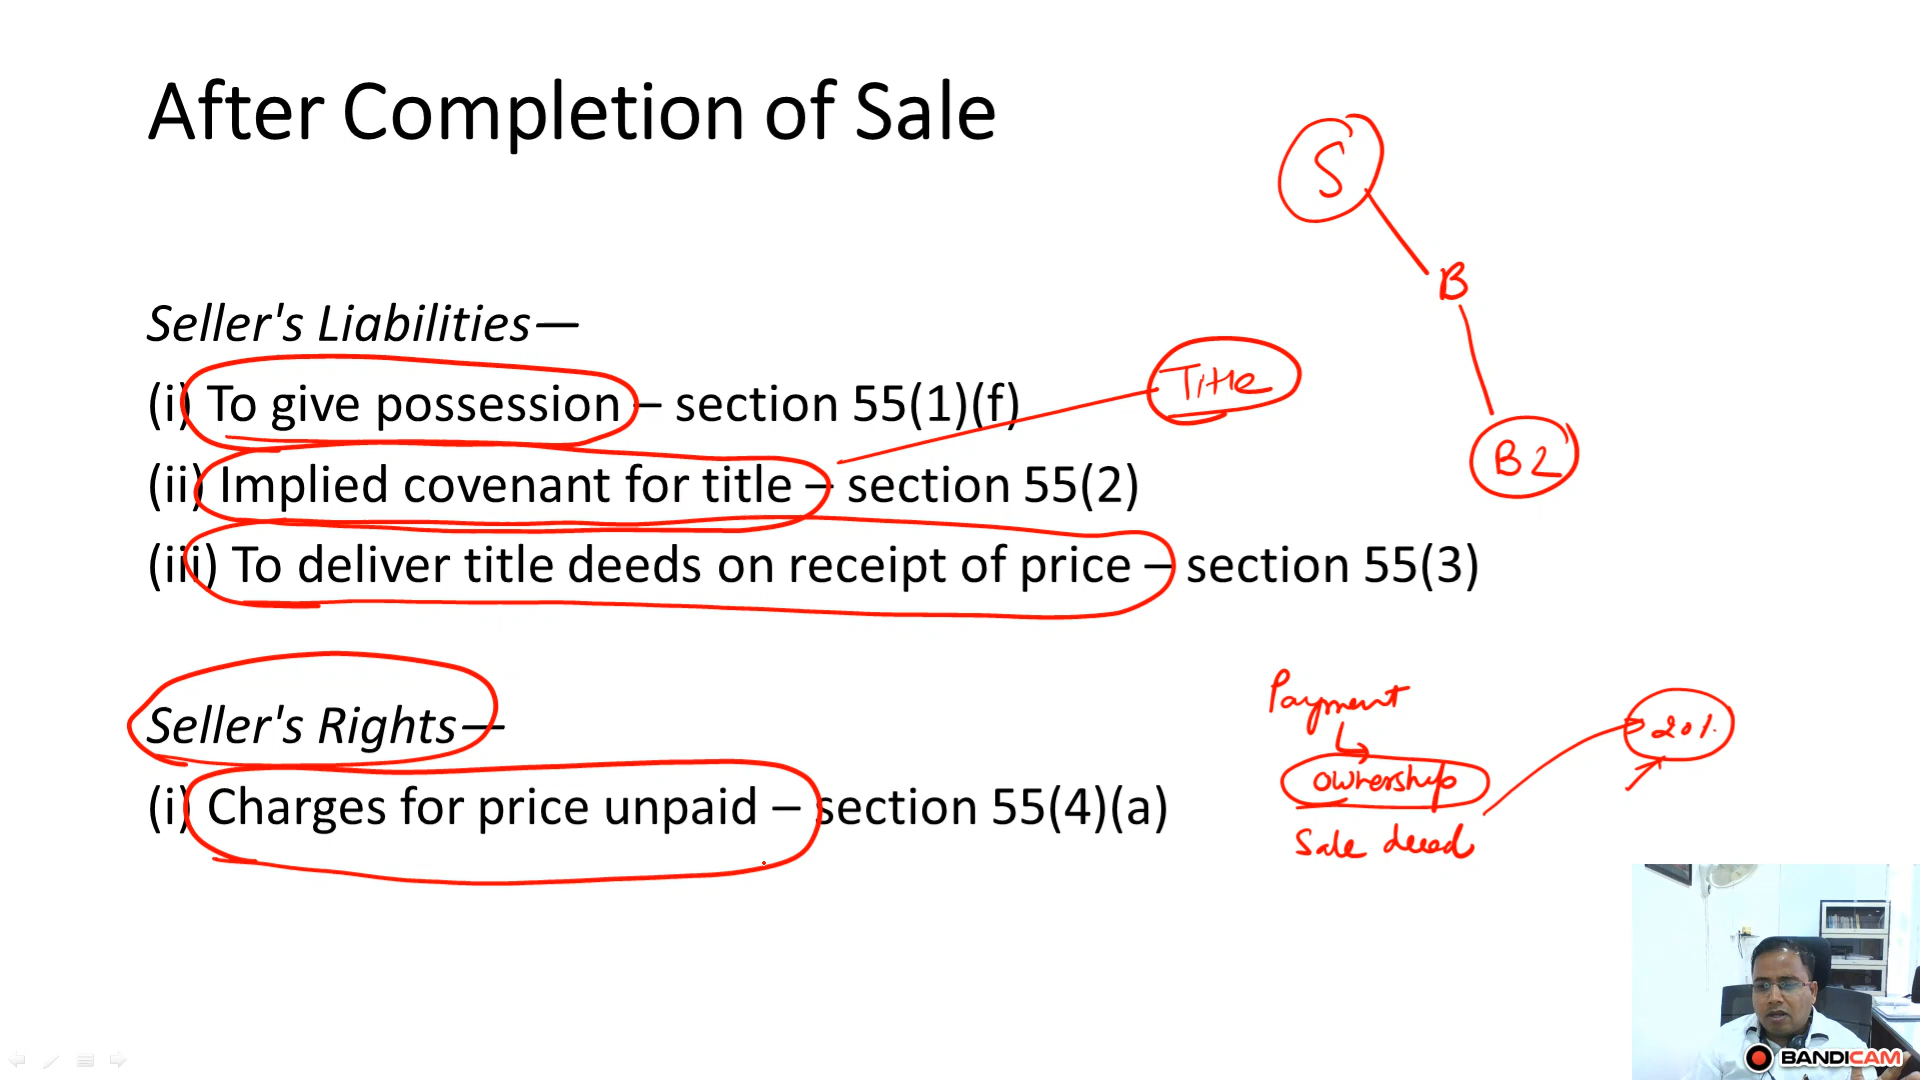 After Completion of Sale
S
B
B2
Seller's Liabilities—
(i) To give possession – section 55(1)(f)
Title
(ii) Implied covenant for title – section 55(2)
(iii) To deliver title deeds on receipt of price – section 55(3)
Seller's Rights—
(i) Charges for price unpaid – section 55(4)(a)
Payment
ownership
Sale deed
20%
BANDICAM